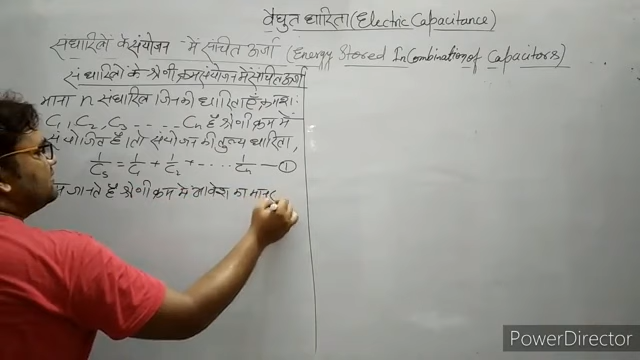 वैधुत धारिता (Electric Capacitance)
संधारित्रों के संयोजन में संचित ऊर्जा (Energy Stored In Combination of Capacitors)
संधारित्रों के श्रेणीक्रम संयोजन में संचित ऊर्जा
माना n संधारित्र जिनकी धारिताएँ क्रमशः
C₁, C₂, C₃ ..... Cn हैं श्रेणी क्रम में
संयोजित हैं। तो संयोजन की तुल्य धारिता,
1/Cs = 1/C₁ + 1/C₂ + ..... 1/Cn — ①
जानते हैं श्रेणी क्रम में आवेश का मान
PowerDirector